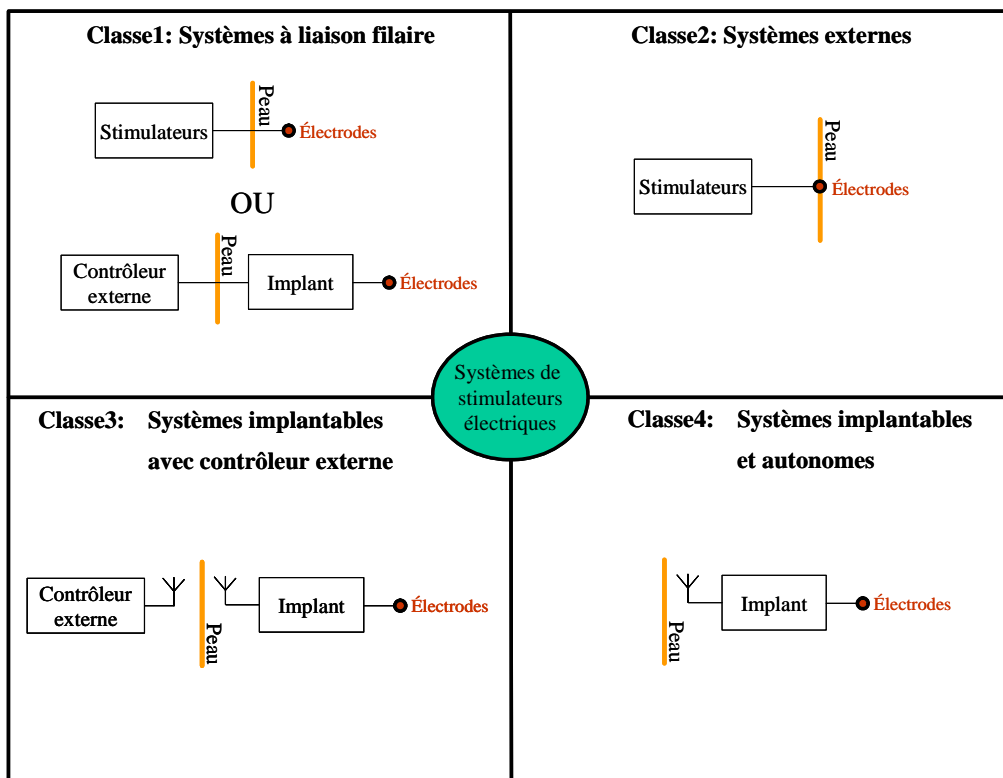 Classe1: Systèmes à liaison filaire
Peau
Stimulateurs
Électrodes
OU
Peau
Contrôleur
externe
Implant
Électrodes
Classe2: Systèmes externes
Peau
Stimulateurs
Électrodes
Systèmes de
stimulateurs
électriques
Classe3: Systèmes implantables
avec contrôleur externe
Contrôleur
externe
Peau
Implant
Électrodes
Classe4: Systèmes implantables
et autonomes
Peau
Implant
Électrodes